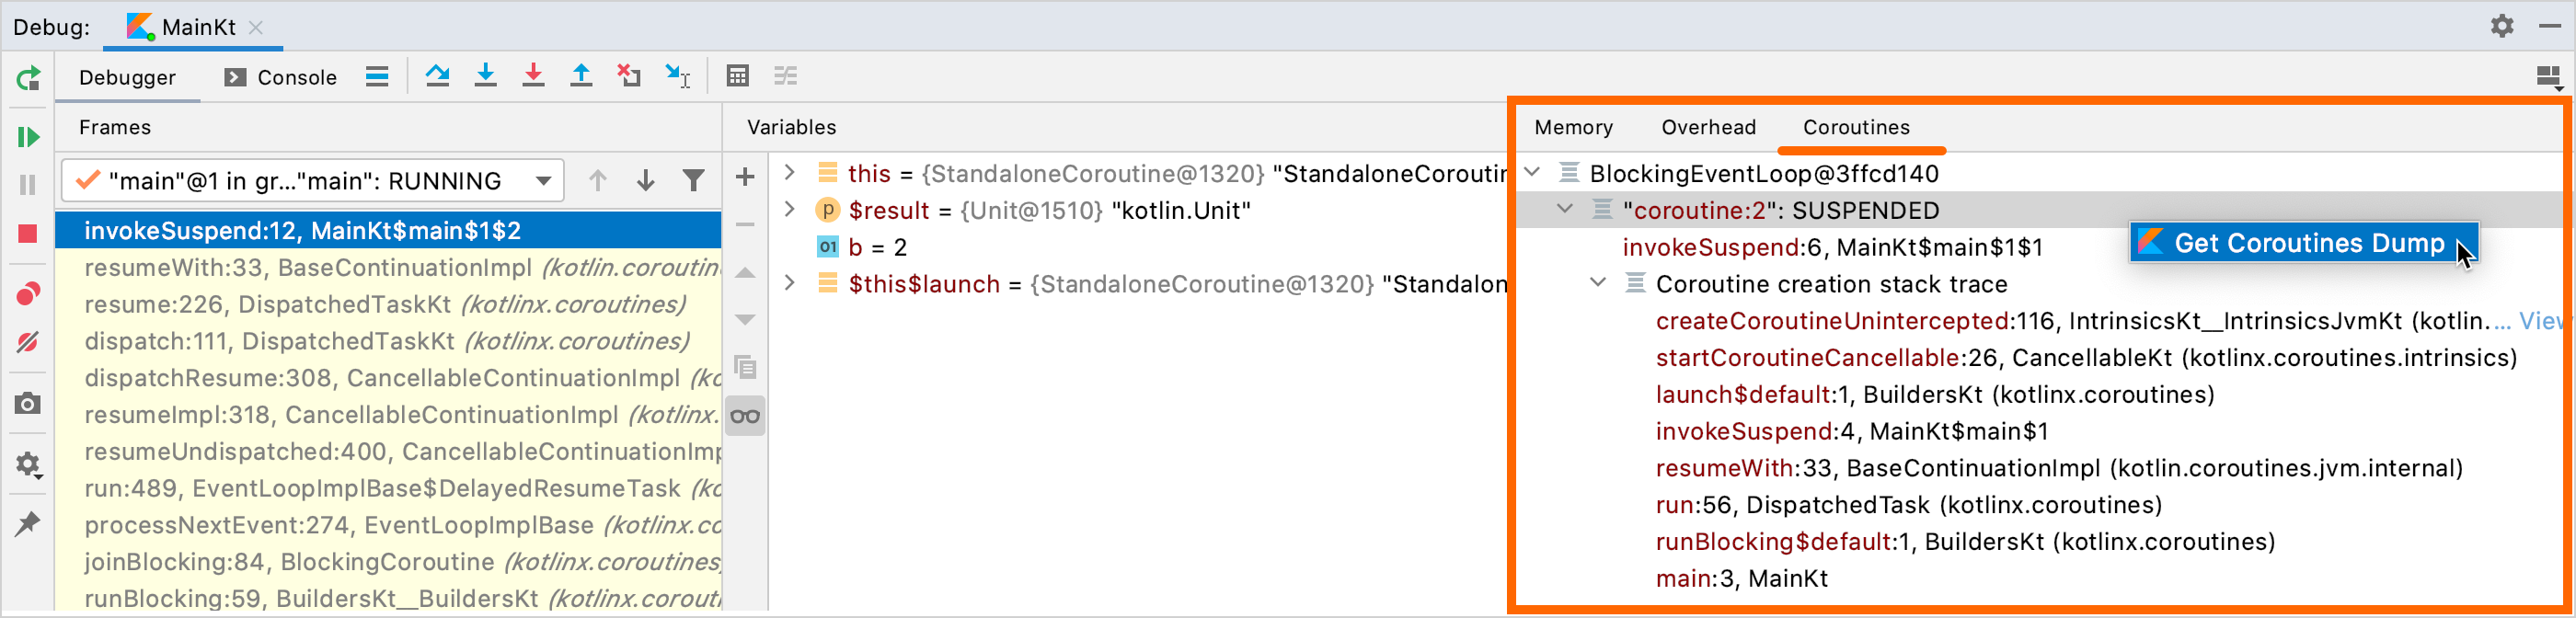 Debug: MainKt
Debugger Console
Frames
"main"@1 in gr..."main": RUNNING
invokeSuspend:12, MainKt$main$1$2
resumeWith:33, BaseContinuationImpl (kotlin.coroutin
resume:226, DispatchedTaskKt (kotlinx.coroutines)
dispatch:111, DispatchedTaskKt (kotlinx.coroutines)
dispatchResume:308, CancellableContinuationImpl (kc
resumeImpl:318, CancellableContinuationImpl (kotlinx.
resumeUndispatched:400, CancellableContinuationImp
run:489, EventLoopImplBase$DelayedResumeTask (kc
processNextEvent:274, EventLoopImplBase (kotlinx.co
joinBlocking:84, BlockingCoroutine (kotlinx.coroutines
runBlocking:59, BuildersKt__BuildersKt (kotlinx.corouti
Variables
this = {StandaloneCoroutine@1320} "StandaloneCoroutin
p $result = {Unit@1510} "kotlin.Unit"
01 b = 2
$this$launch = {StandaloneCoroutine@1320} "Standalon
Memory Overhead Coroutines
BlockingEventLoop@3ffcd140
"coroutine:2": SUSPENDED
Get Coroutines Dump
invokeSuspend:6, MainKt$main$1$1
Coroutine creation stack trace
createCoroutineUnintercepted:116, IntrinsicsKt__IntrinsicsJvmKt (kotlin. ... View
startCoroutineCancellable:26, CancellableKt (kotlinx.coroutines.intrinsics)
launch$default:1, BuildersKt (kotlinx.coroutines)
invokeSuspend:4, MainKt$main$1
resumeWith:33, BaseContinuationImpl (kotlin.coroutines.jvm.internal)
run:56, DispatchedTask (kotlinx.coroutines)
runBlocking$default:1, BuildersKt (kotlinx.coroutines)
main:3, MainKt